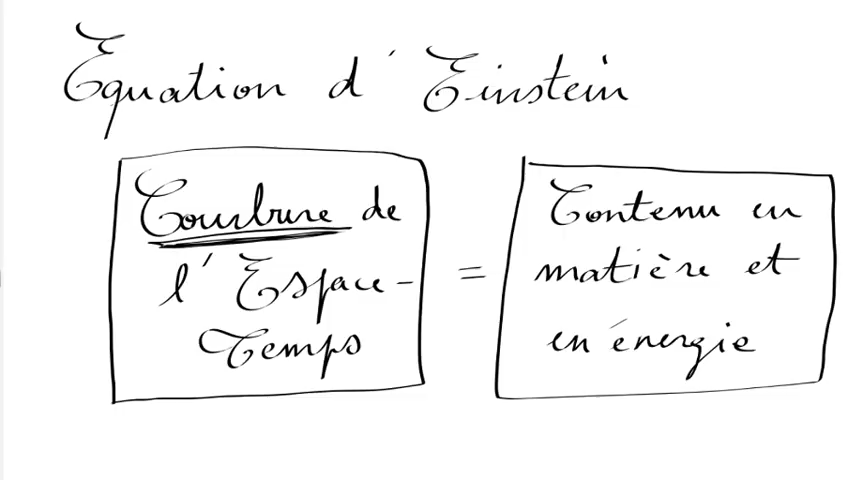 Equation d'Einstein
Courbure de
l'Espace-
Temps
=
Contenu en
matière et
en énergie